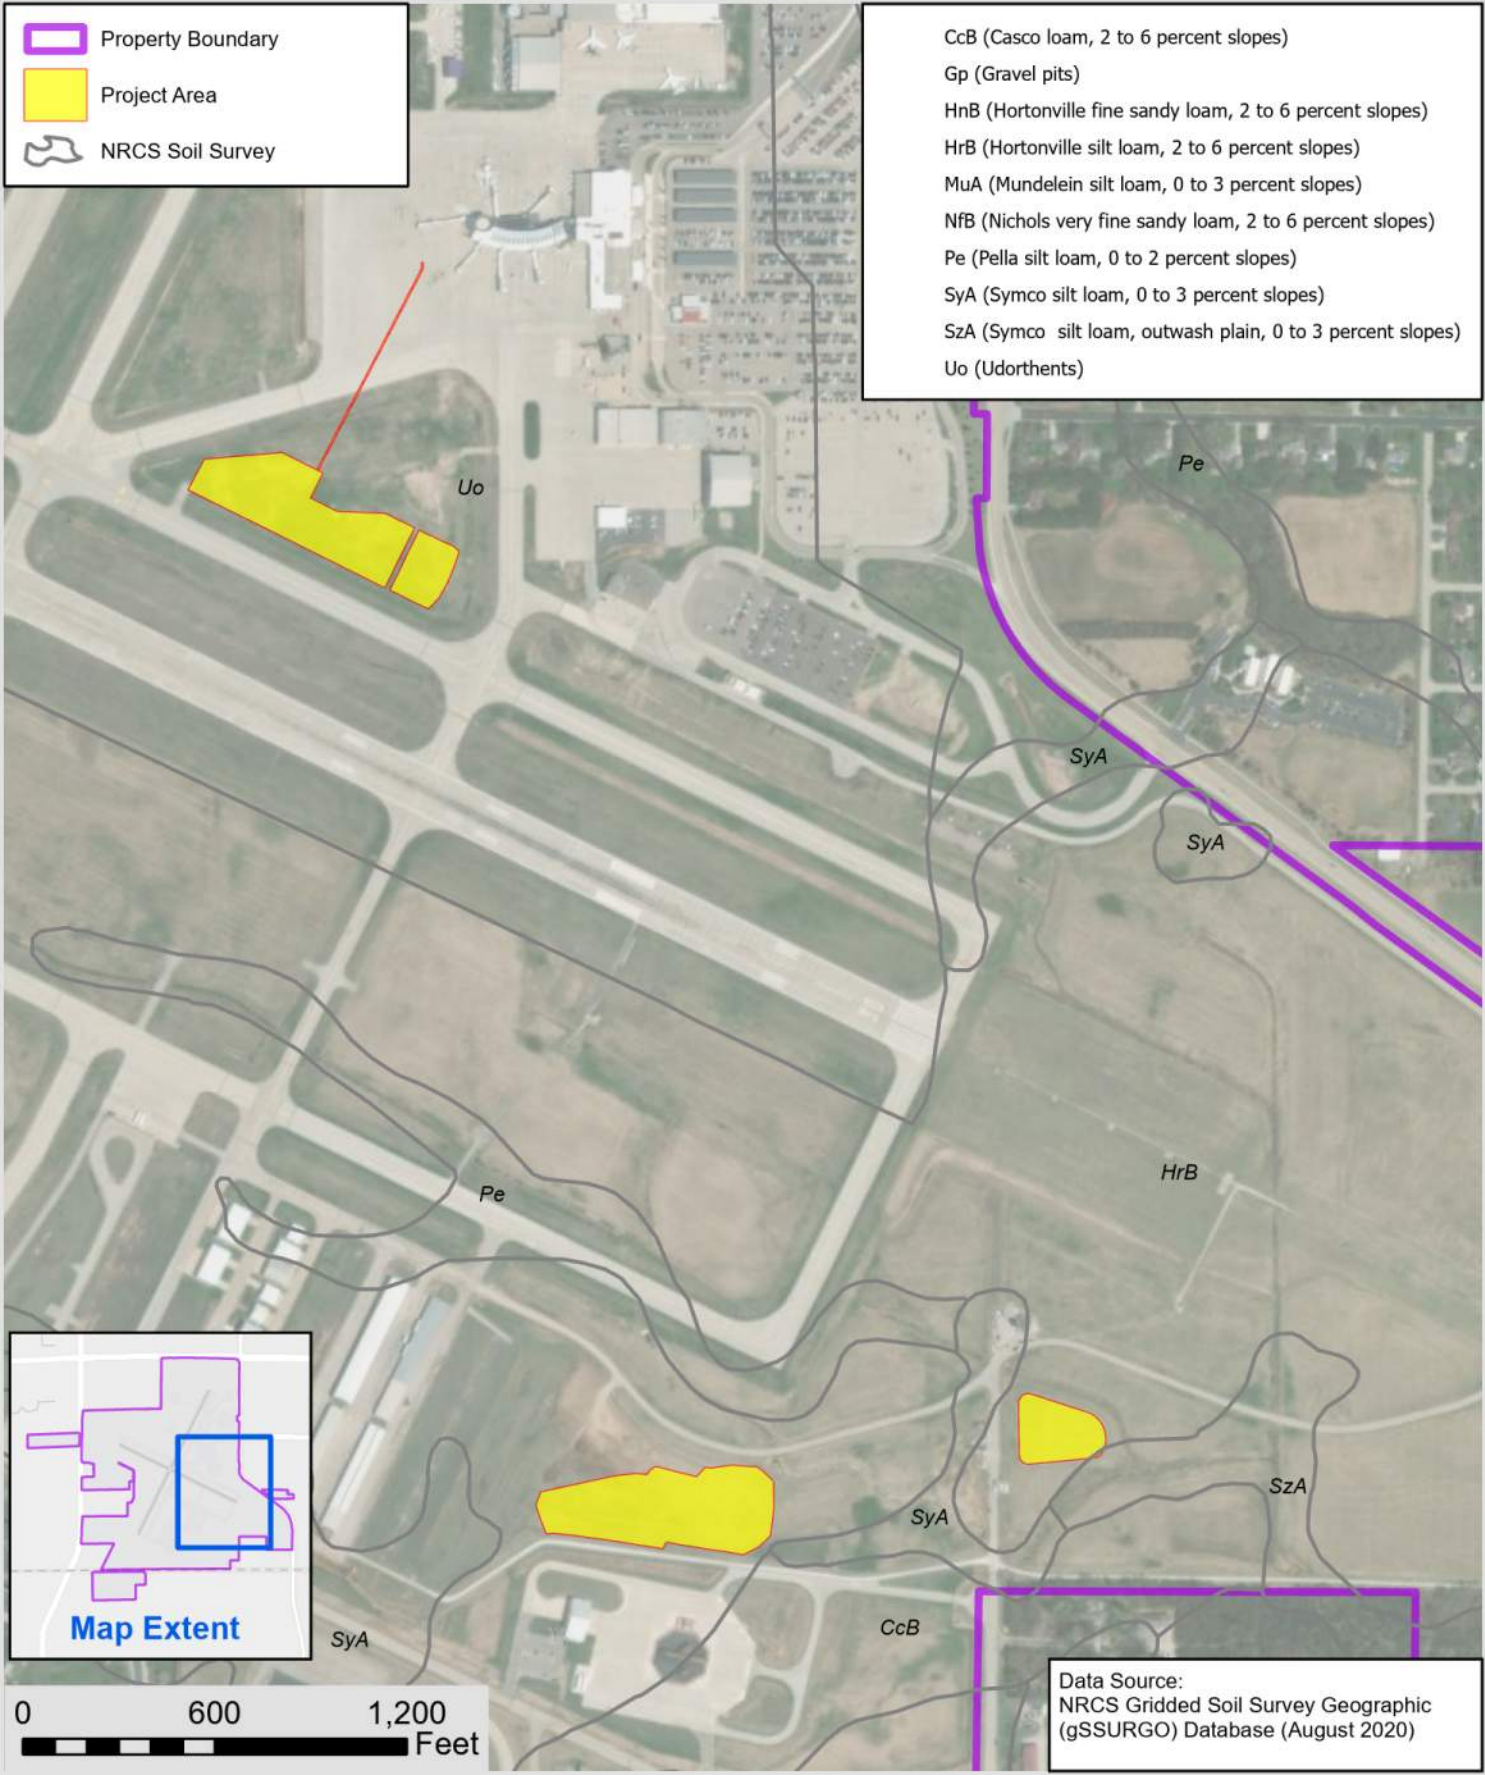 Property Boundary
Project Area
NRCS Soil Survey
CcB (Casco loam, 2 to 6 percent slopes)
Gp (Gravel pits)
HnB (Hortonville fine sandy loam, 2 to 6 percent slopes)
HrB (Hortonville silt loam, 2 to 6 percent slopes)
MuA (Mundelein silt loam, 0 to 3 percent slopes)
NfB (Nichols very fine sandy loam, 2 to 6 percent slopes)
Pe (Pella silt loam, 0 to 2 percent slopes)
SyA (Symco silt loam, 0 to 3 percent slopes)
SzA (Symco silt loam, outwash plain, 0 to 3 percent slopes)
Uo (Udorthents)
Pe
Uo
SyA
SyA
HrB
Pe
SzA
SyA
CcB
SyA
Map Extent
0 600 1,200
Feet
Data Source:
NRCS Gridded Soil Survey Geographic
(gSSURGO) Database (August 2020)